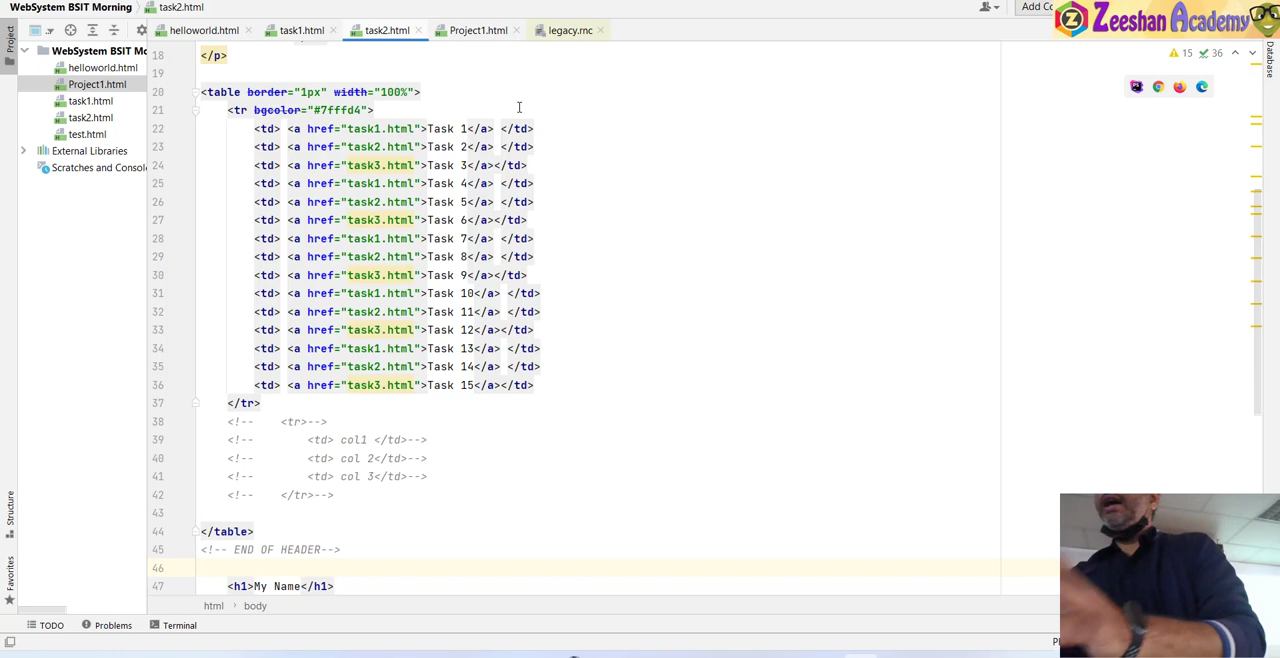 WebSystem BSIT Morning task2.html
Add Co
Zeeshan Academy
Project
helloworld.html task1.html task2.html Project1.html legacy.rnc
WebSystem BSIT Mo
helloworld.html
Project1.html
task1.html
task2.html
test.html
External Libraries
Scratches and Consol
15 36
Database
18 </p>
19
20 <table border="1px" width="100%">
21 <tr bgcolor="#7fffd4">
22 <td> <a href="task1.html">Task 1</a> </td>
23 <td> <a href="task2.html">Task 2</a> </td>
24 <td> <a href="task3.html">Task 3</a></td>
25 <td> <a href="task1.html">Task 4</a> </td>
26 <td> <a href="task2.html">Task 5</a> </td>
27 <td> <a href="task3.html">Task 6</a></td>
28 <td> <a href="task1.html">Task 7</a> </td>
29 <td> <a href="task2.html">Task 8</a> </td>
30 <td> <a href="task3.html">Task 9</a></td>
31 <td> <a href="task1.html">Task 10</a> </td>
32 <td> <a href="task2.html">Task 11</a> </td>
33 <td> <a href="task3.html">Task 12</a></td>
34 <td> <a href="task1.html">Task 13</a> </td>
35 <td> <a href="task2.html">Task 14</a> </td>
36 <td> <a href="task3.html">Task 15</a></td>
37 </tr>
38 <!-- <tr>-->
39 <!-- <td> col1 </td>-->
40 <!-- <td> col 2</td>-->
41 <!-- <td> col 3</td>-->
42 <!-- </tr>-->
43
44 </table>
45 <!-- END OF HEADER-->
46
47 <h1>My Name</h1>
Structure
Favorites
html body
TODO Problems Terminal